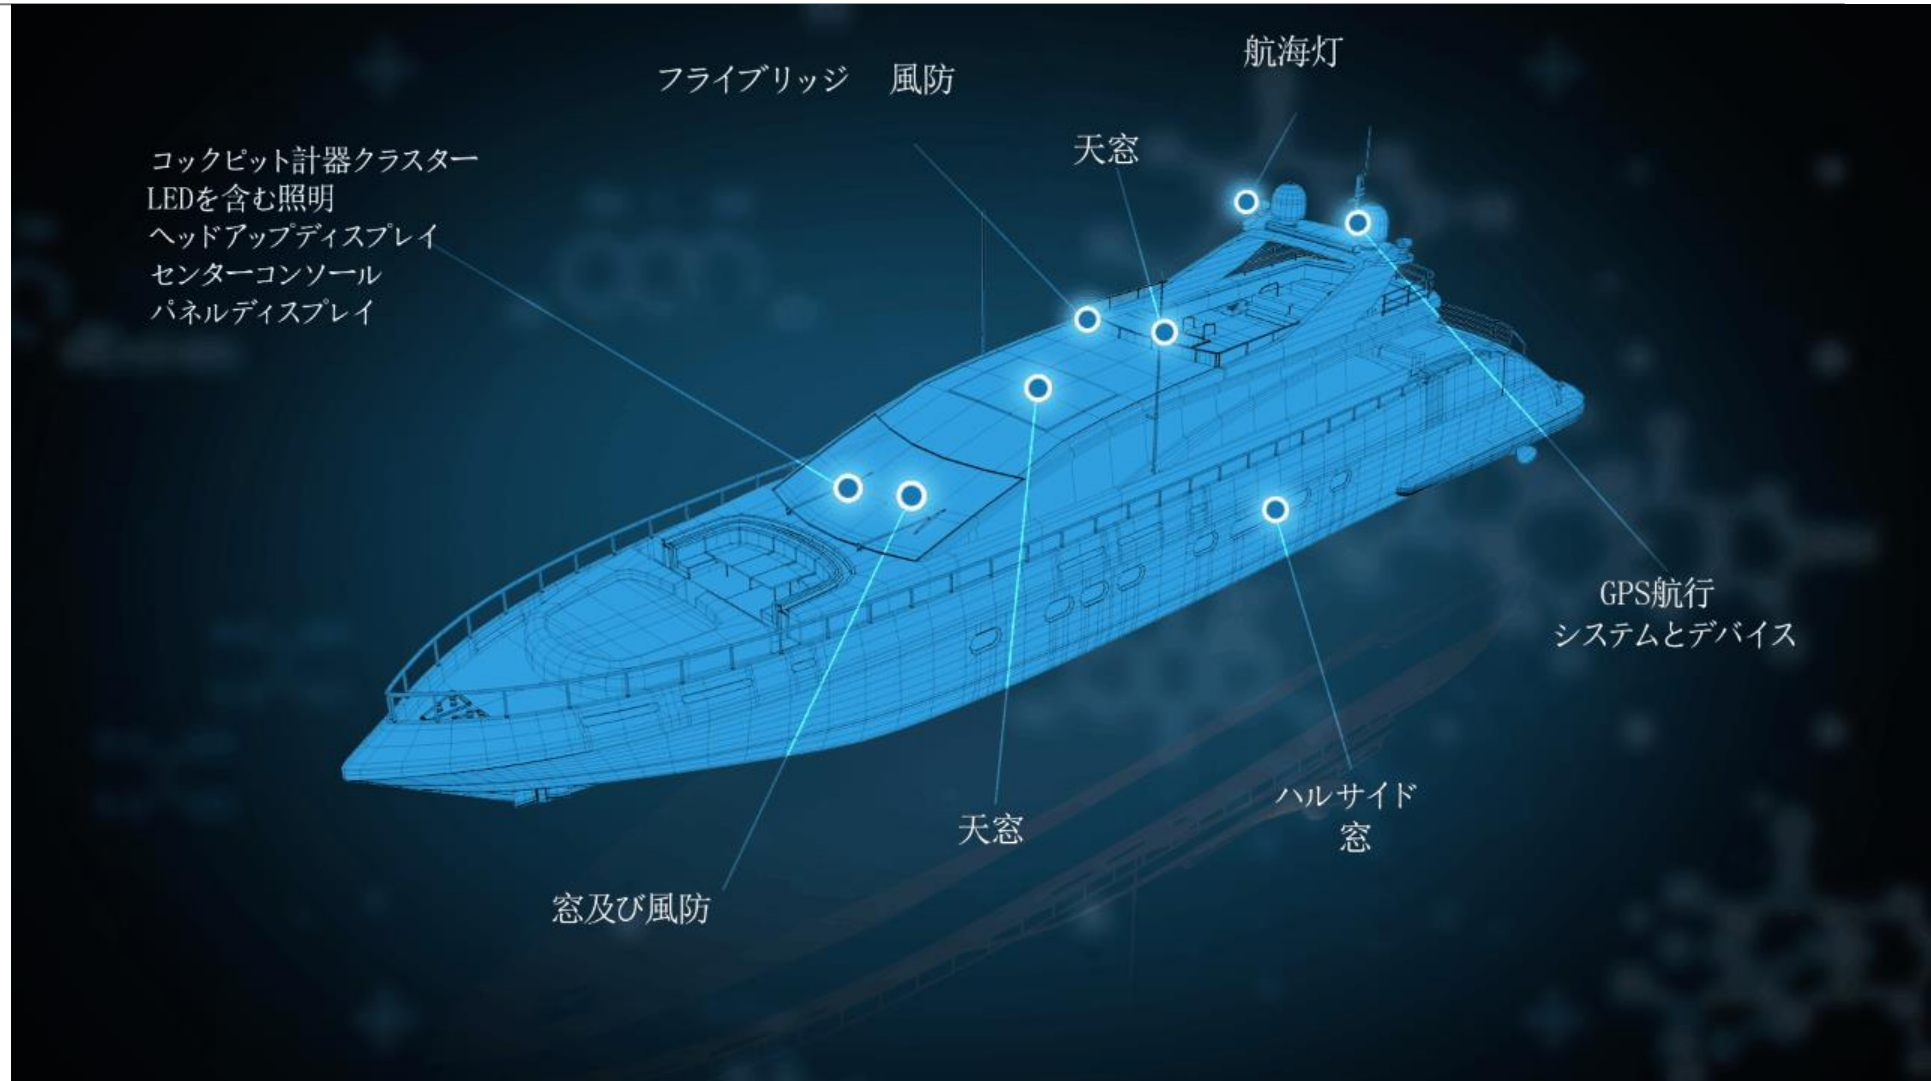 航海灯
フライブリッジ 風防
天窓
コックピット計器クラスター
LEDを含む照明
ヘッドアップディスプレイ
センターコンソール
パネルディスプレイ
GPS航行
システムとデバイス
ハルサイド
窓
天窓
窓及び風防